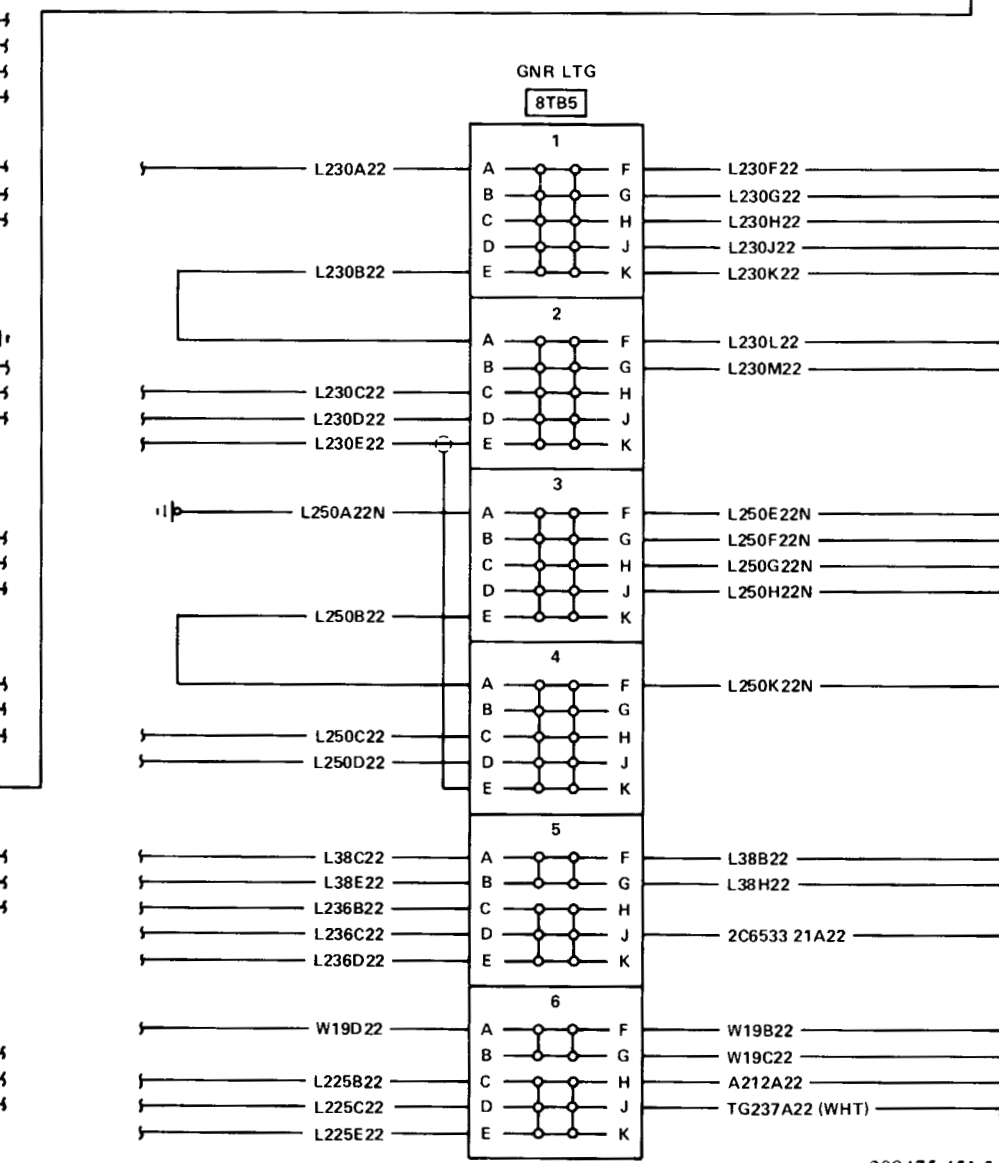 GNR LTG
8TB5
1
L230A22 A F L230F22
B G L230G22
C H L230H22
D J L230J22
L230B22 E K L230K22
2
A F L230L22
B G L230M22
L230C22 C H
L230D22 D J
L230E22 E K
3
L250A22N A F L250E22N
B G L250F22N
C H L250G22N
D J L250H22N
L250B22 E K
4
A F L250K22N
B G
L250C22 C H
L250D22 D J
E K
5
L38C22 A F L38B22
L38E22 B G L38H22
L236B22 C H
L236C22 D J 2C6533 21A22
L236D22 E K
6
W19D22 A F W19B22
B G W19C22
L225B22 C H A212A22
L225C22 D J TG237A22 (WHT)
L225E22 E K